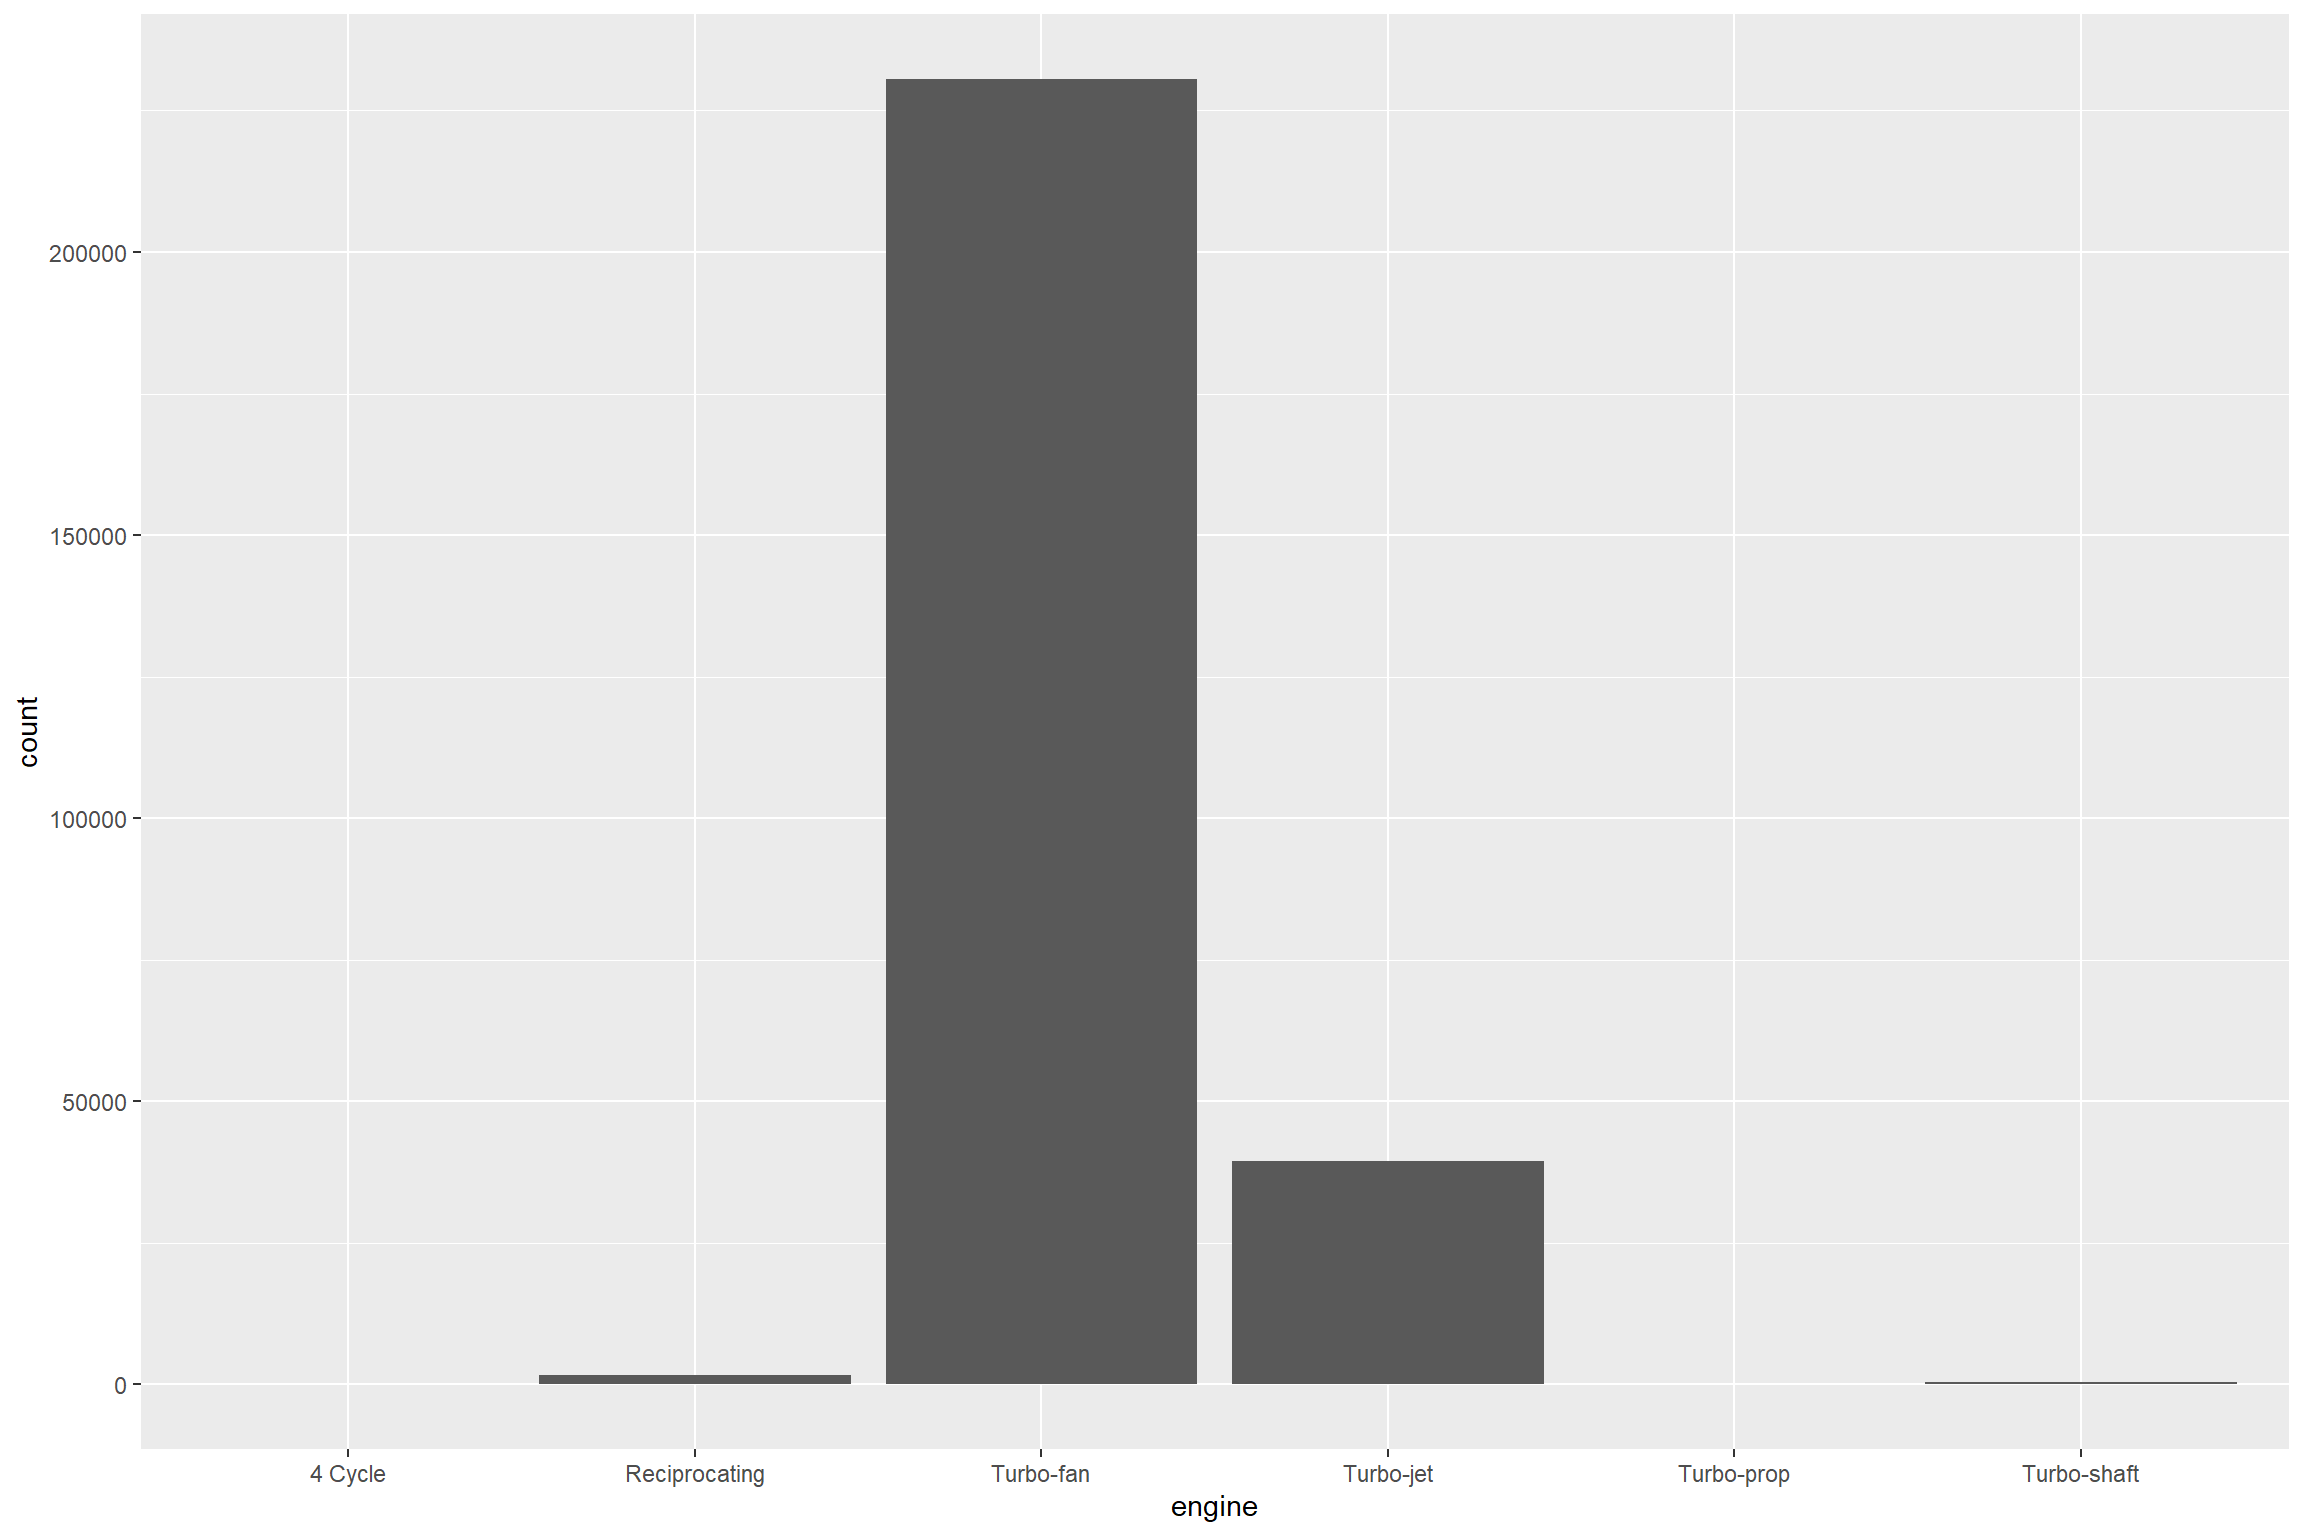 count
200000
150000
100000
50000
0
4 Cycle Reciprocating Turbo-fan Turbo-jet Turbo-prop Turbo-shaft
engine